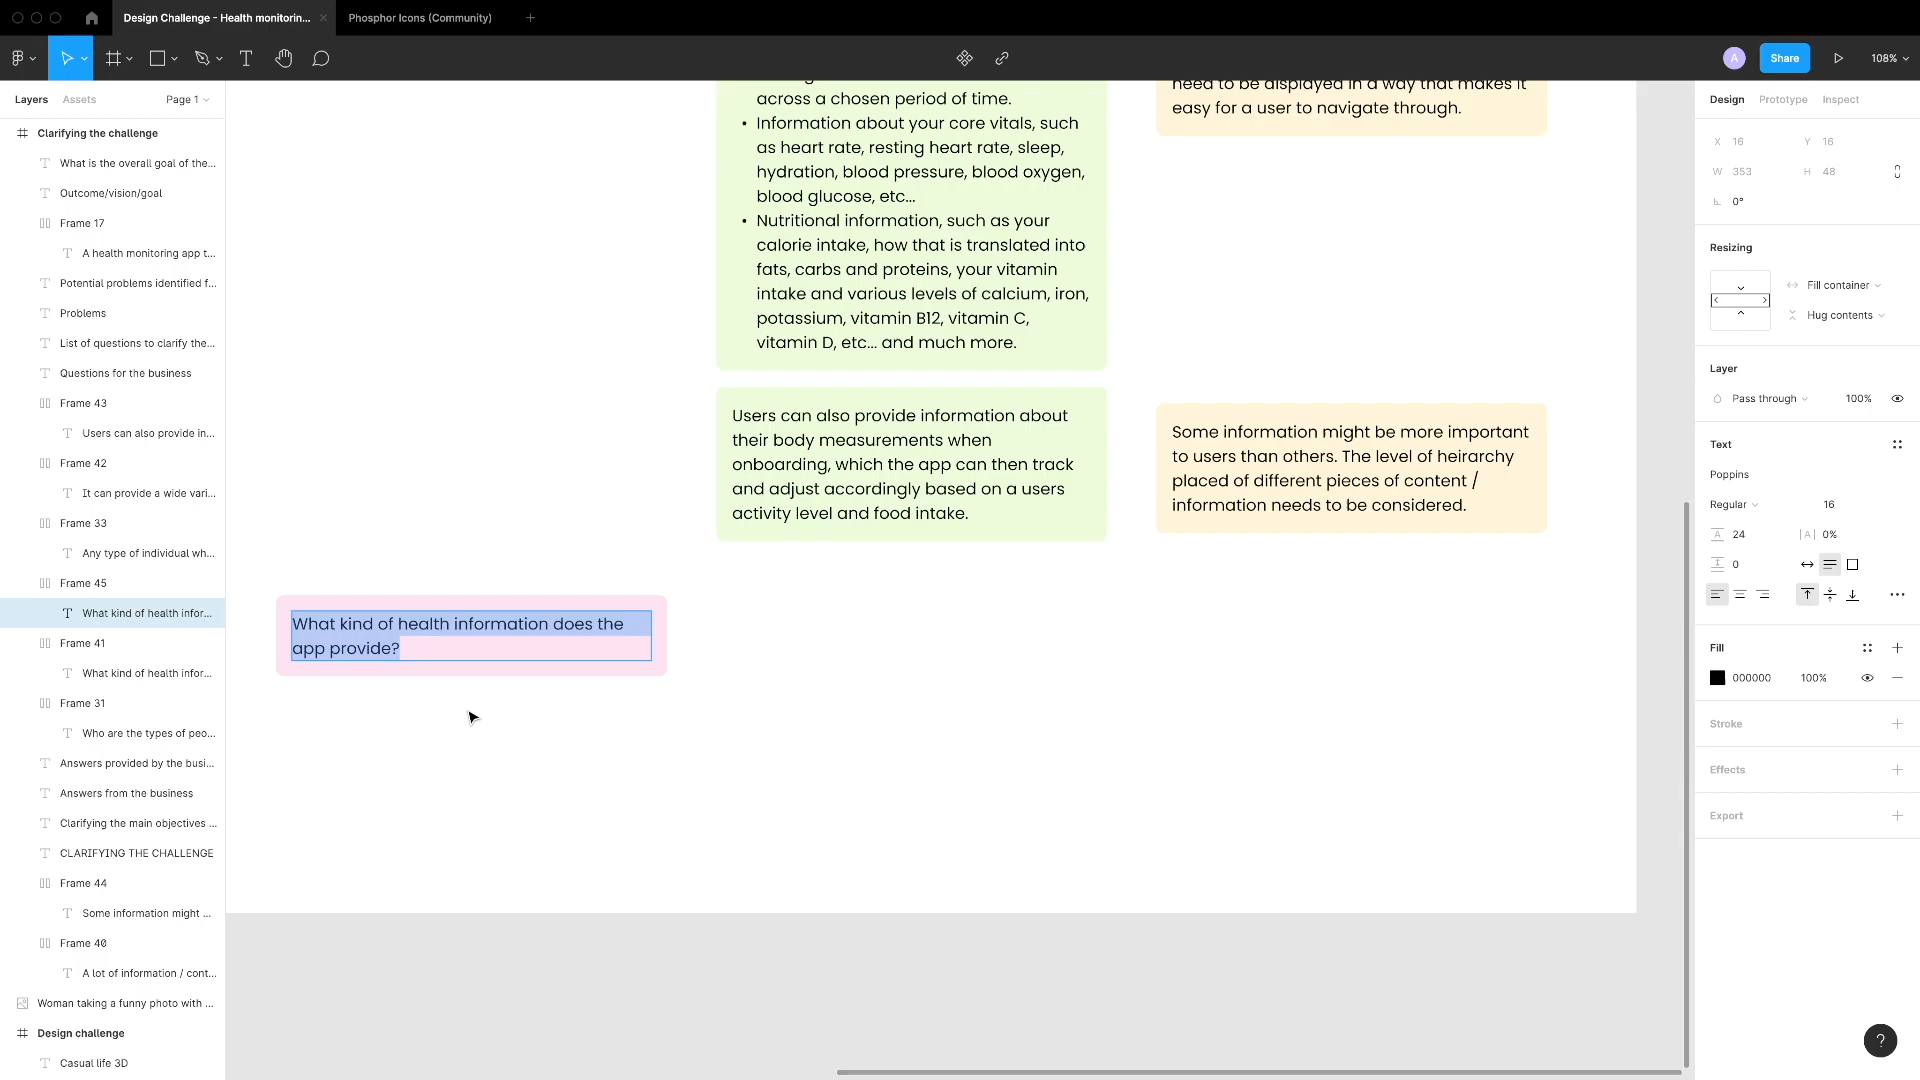 Design Challenge - Health monitorin...
Phosphor Icons (Community)
A
Share
108%
Layers
Assets
Page 1
Clarifying the challenge
What is the overall goal of the...
Outcome/vision/goal
Frame 17
A health monitoring app t...
Potential problems identified f...
Problems
List of questions to clarify the...
Questions for the business
Frame 43
Users can also provide in...
Frame 42
It can provide a wide vari...
Frame 33
Any type of individual wh...
Frame 45
What kind of health infor...
Frame 41
What kind of health infor...
Frame 31
Who are the types of peo...
Answers provided by the busi...
Answers from the business
Clarifying the main objectives ...
CLARIFYING THE CHALLENGE
Frame 44
Some information might ...
Frame 40
A lot of information / cont...
Woman taking a funny photo with ...
Design challenge
Casual life 3D
across a chosen period of time.
• Information about your core vitals, such
as heart rate, resting heart rate, sleep,
hydration, blood pressure, blood oxygen,
blood glucose, etc...
• Nutritional information, such as your
calorie intake, how that is translated into
fats, carbs and proteins, your vitamin
intake and various levels of calcium, iron,
potassium, vitamin B12, vitamin C,
vitamin D, etc... and much more.
Users can also provide information about
their body measurements when
onboarding, which the app can then track
and adjust accordingly based on a users
activity level and food intake.
need to be displayed in a way that makes it
easy for a user to navigate through.
Some information might be more important
to users than others. The level of heirarchy
placed of different pieces of content /
information needs to be considered.
What kind of health information does the
app provide?
Design
Prototype
Inspect
X 16
Y 16
W 353
H 48
0°
Resizing
Fill container
Hug contents
Layer
Pass through
100%
Text
Poppins
Regular
16
A 24
|A| 0%
0
Fill
000000
100%
Stroke
Effects
Export
?